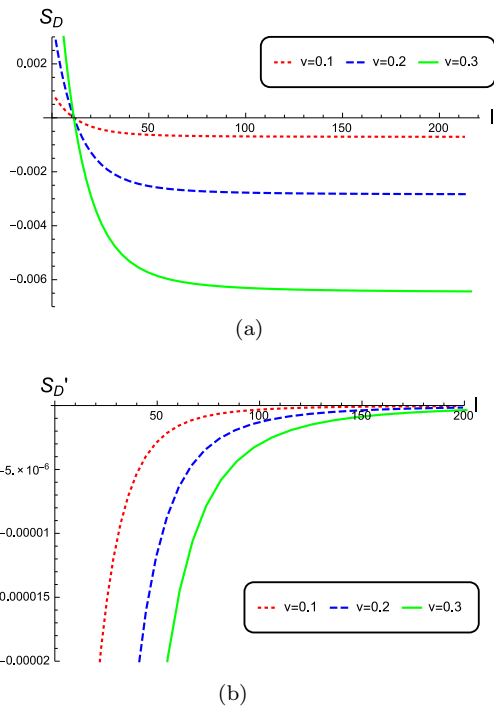 S_D
0.002
v=0.1 v=0.2 v=0.3
50 100 150 200 l
-0.002
-0.004
-0.006
(a)
S_D'
50 100 150 200 l
-5.×10^-6
-0.00001
0.000015
-0.00002
v=0.1 v=0.2 v=0.3
(b)